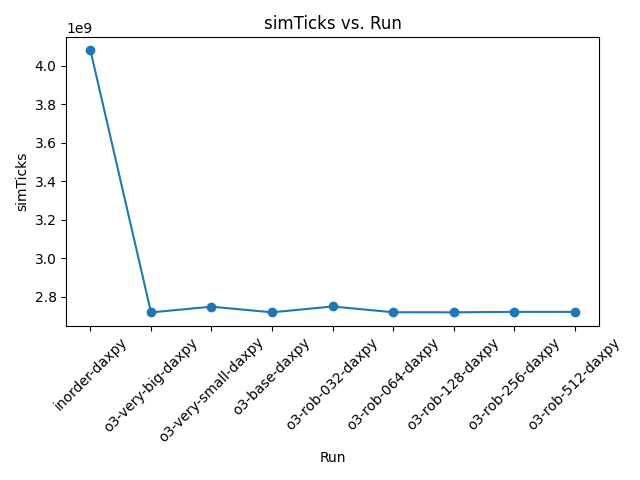 simTicks vs. Run
1e9
4.0
3.8
3.6
3.4
3.2
3.0
2.8
simTicks
inorder-daxpy
o3-very-big-daxpy
o3-very-small-daxpy
o3-base-daxpy
o3-rob-032-daxpy
o3-rob-064-daxpy
o3-rob-128-daxpy
o3-rob-256-daxpy
o3-rob-512-daxpy
Run